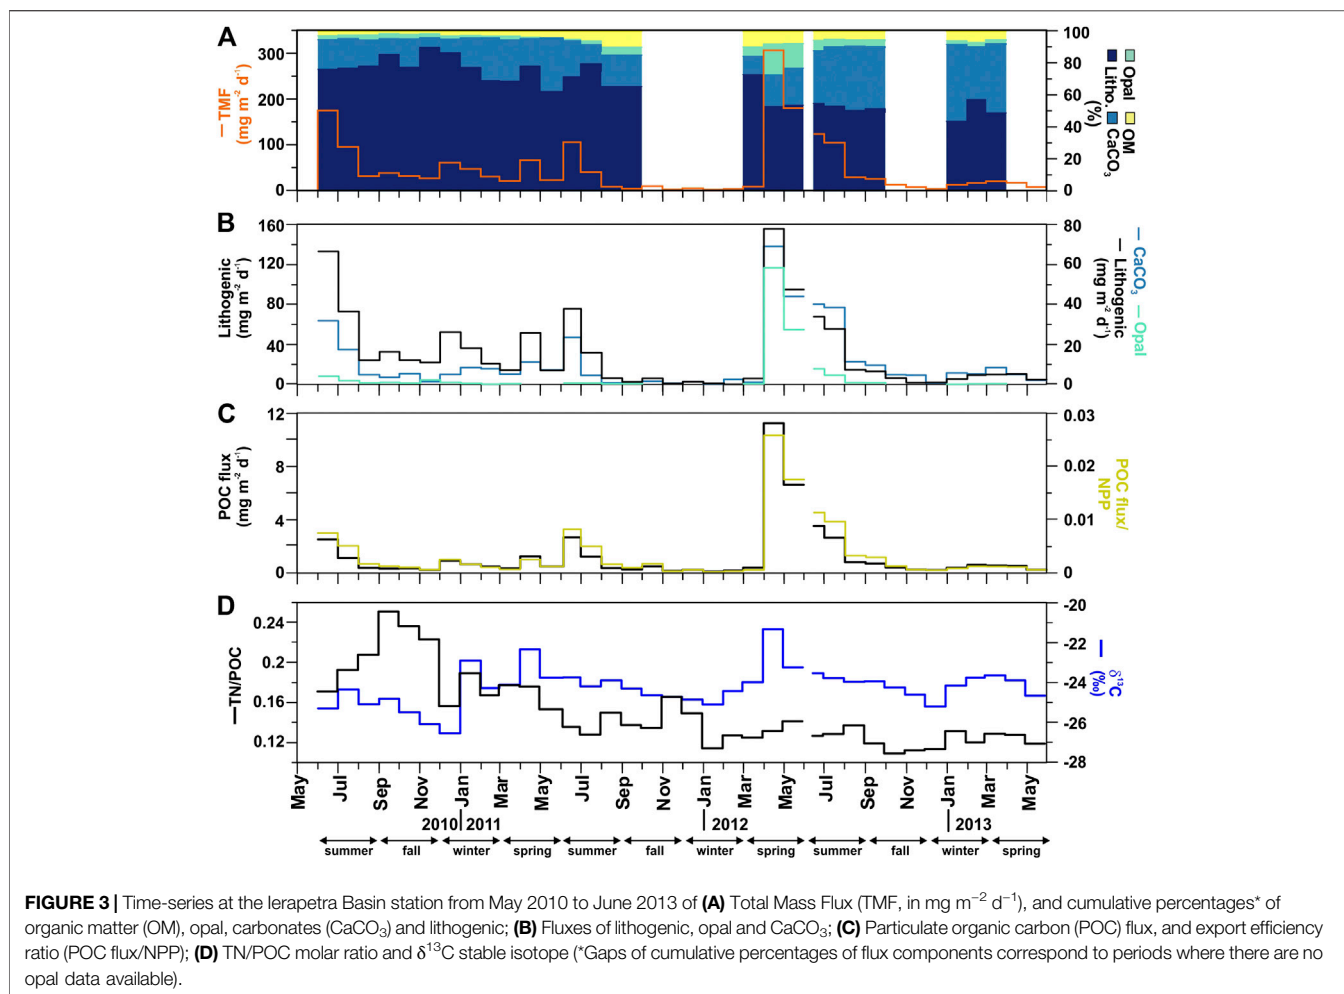 A
300
200
100
0
— TMF
(mg m⁻² d⁻¹)
100
80
60
40
20
0
(%)
Litho. Opal
CaCO₃ OM
B
160
120
80
40
0
Lithogenic
(mg m⁻² d⁻¹)
80
60
40
20
0
— CaCO₃ — Opal
— Lithogenic
(mg m⁻² d⁻¹)
C
12
8
4
0
POC flux
(mg m⁻² d⁻¹)
0.03
0.02
0.01
0
POC flux/
NPP
D
0.24
0.2
0.16
0.12
—TN/POC
-20
-22
-24
-26
-28
— δ¹³C
(‰)
May Jul Sep Nov Jan Mar May Jul Sep Nov Jan Mar May Jul Sep Nov Jan Mar May
2010 2011 2012 2013
summer fall winter spring summer fall winter spring summer fall winter spring
FIGURE 3 | Time-series at the Ierapetra Basin station from May 2010 to June 2013 of (A) Total Mass Flux (TMF, in mg m⁻² d⁻¹), and cumulative percentages* of
organic matter (OM), opal, carbonates (CaCO₃) and lithogenic; (B) Fluxes of lithogenic, opal and CaCO₃; (C) Particulate organic carbon (POC) flux, and export efficiency
ratio (POC flux/NPP); (D) TN/POC molar ratio and δ¹³C stable isotope (*Gaps of cumulative percentages of flux components correspond to periods where there are no
opal data available).